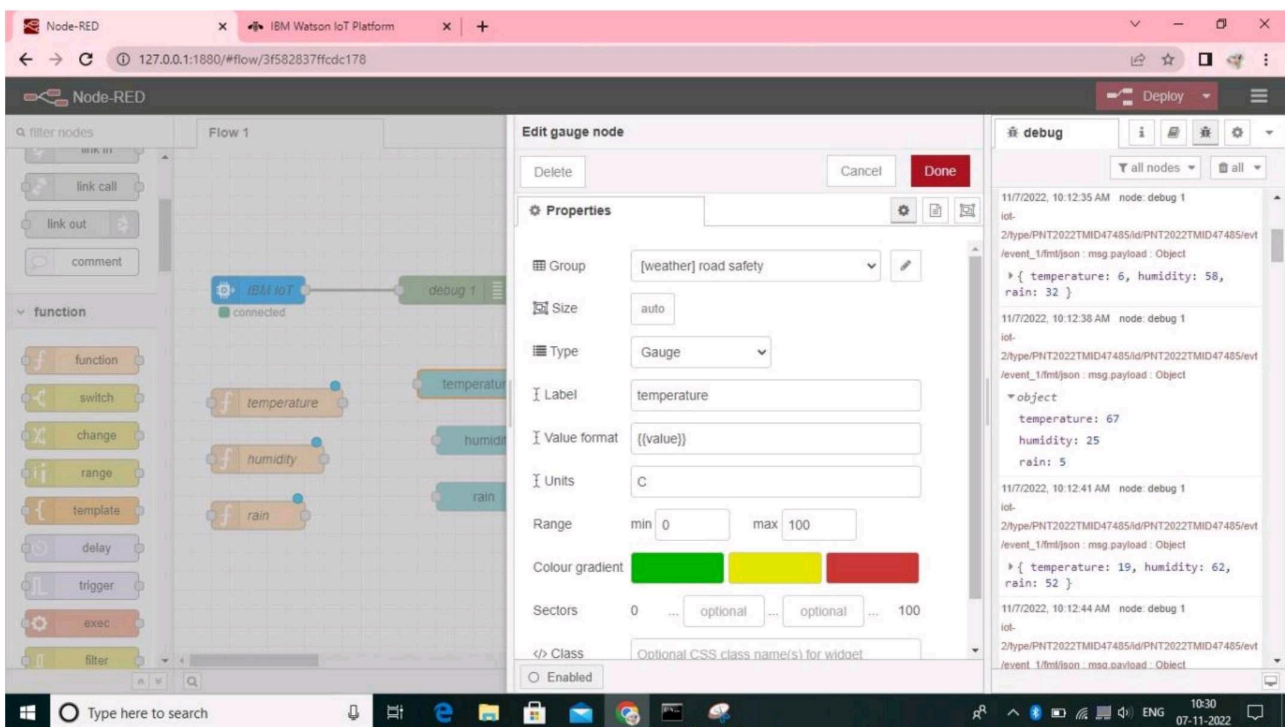 Node-RED
IBM Watson IoT Platform
127.0.0.1:1880/#flow/3f582837ffcdc178
Node-RED
Deploy
filter nodes
link in
link call
link out
comment
function
function
switch
change
range
template
delay
trigger
exec
filter
Flow 1
IBM IoT
connected
debug 1
temperature
humidity
rain
temperatur
humidi
rain
Edit gauge node
Delete
Cancel
Done
Properties
Group
[weather] road safety
Size
auto
Type
Gauge
Label
temperature
Value format
{{value}}
Units
C
Range
min 0
max 100
Colour gradient
Sectors
0 ... optional ... optional ... 100
</> Class
Optional CSS class name(s) for widget
Enabled
debug
i
all nodes
all
11/7/2022, 10:12:35 AM node: debug 1
iot-
2/type/PNT2022TMID47485/id/PNT2022TMID47485/evt
/event_1/fmt/json : msg.payload : Object
{ temperature: 6, humidity: 58,
rain: 32 }
11/7/2022, 10:12:38 AM node: debug 1
iot-
2/type/PNT2022TMID47485/id/PNT2022TMID47485/evt
/event_1/fmt/json : msg.payload : Object
object
temperature: 67
humidity: 25
rain: 5
11/7/2022, 10:12:41 AM node: debug 1
iot-
2/type/PNT2022TMID47485/id/PNT2022TMID47485/evt
/event_1/fmt/json : msg.payload : Object
{ temperature: 19, humidity: 62,
rain: 52 }
11/7/2022, 10:12:44 AM node: debug 1
iot-
2/type/PNT2022TMID47485/id/PNT2022TMID47485/evt
/event_1/fmt/json : msg.payload : Object
Type here to search
ENG
10:30
07-11-2022